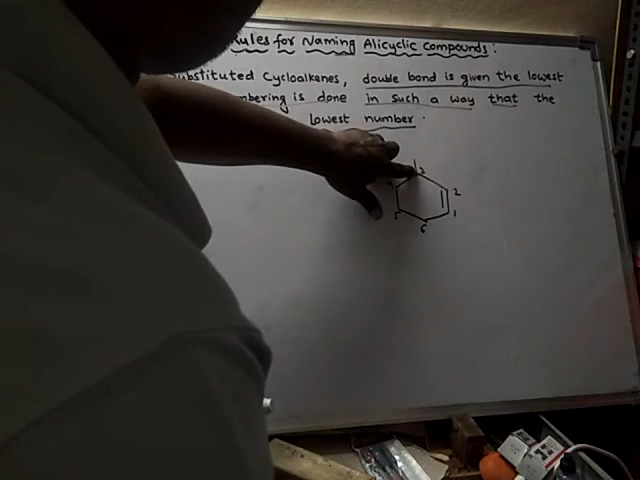 Rules for Naming Alicyclic Compounds :
Substituted Cycloalkenes, double bond is given the lowest
numbering is done in such a way that the
lowest number .
3
2
1
5
6